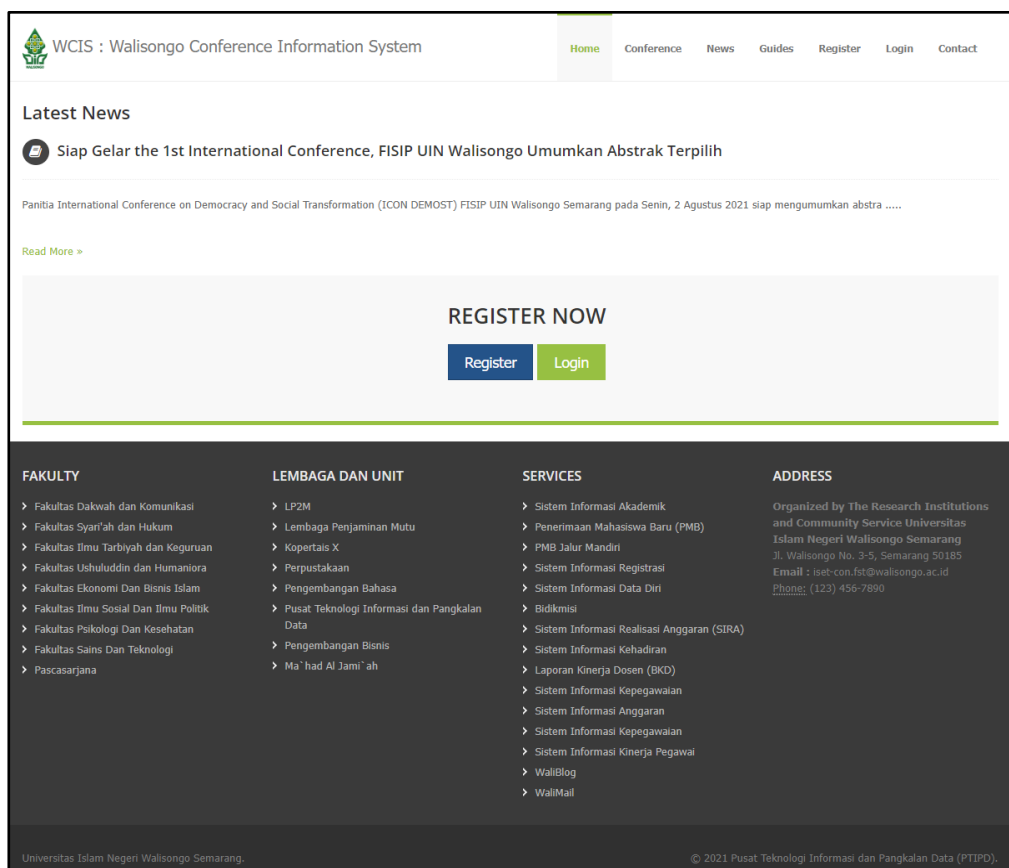 WCIS : Walisongo Conference Information System
Home Conference News Guides Register Login Contact
Latest News
Siap Gelar the 1st International Conference, FISIP UIN Walisongo Umumkan Abstrak Terpilih
Panitia International Conference on Democracy and Social Transformation (ICON DEMOST) FISIP UIN Walisongo Semarang pada Senin, 2 Agustus 2021 siap mengumumkan abstra .....
Read More »
REGISTER NOW
Register Login
FAKULTY
Fakultas Dakwah dan Komunikasi
Fakultas Syari'ah dan Hukum
Fakultas Ilmu Tarbiyah dan Keguruan
Fakultas Ushuluddin dan Humaniora
Fakultas Ekonomi Dan Bisnis Islam
Fakultas Ilmu Sosial Dan Ilmu Politik
Fakultas Psikologi Dan Kesehatan
Fakultas Sains Dan Teknologi
Pascasarjana
LEMBAGA DAN UNIT
LP2M
Lembaga Penjaminan Mutu
Kopertais X
Perpustakaan
Pengembangan Bahasa
Pusat Teknologi Informasi dan Pangkalan
Data
Pengembangan Bisnis
Ma`had Al Jami`ah
SERVICES
Sistem Informasi Akademik
Penerimaan Mahasiswa Baru (PMB)
PMB Jalur Mandiri
Sistem Informasi Registrasi
Sistem Informasi Data Diri
Bidikmisi
Sistem Informasi Realisasi Anggaran (SIRA)
Sistem Informasi Kehadiran
Laporan Kinerja Dosen (BKD)
Sistem Informasi Kepegawaian
Sistem Informasi Anggaran
Sistem Informasi Kepegawaian
Sistem Informasi Kinerja Pegawai
WaliBlog
WaliMail
ADDRESS
Organized by The Research Institutions
and Community Service Universitas
Islam Negeri Walisongo Semarang
Jl. Walisongo No. 3-5, Semarang 50185
Email : iset-con.fst@walisongo.ac.id
Phone: (123) 456-7890
Universitas Islam Negeri Walisongo Semarang.
© 2021 Pusat Teknologi Informasi dan Pangkalan Data (PTIPD).